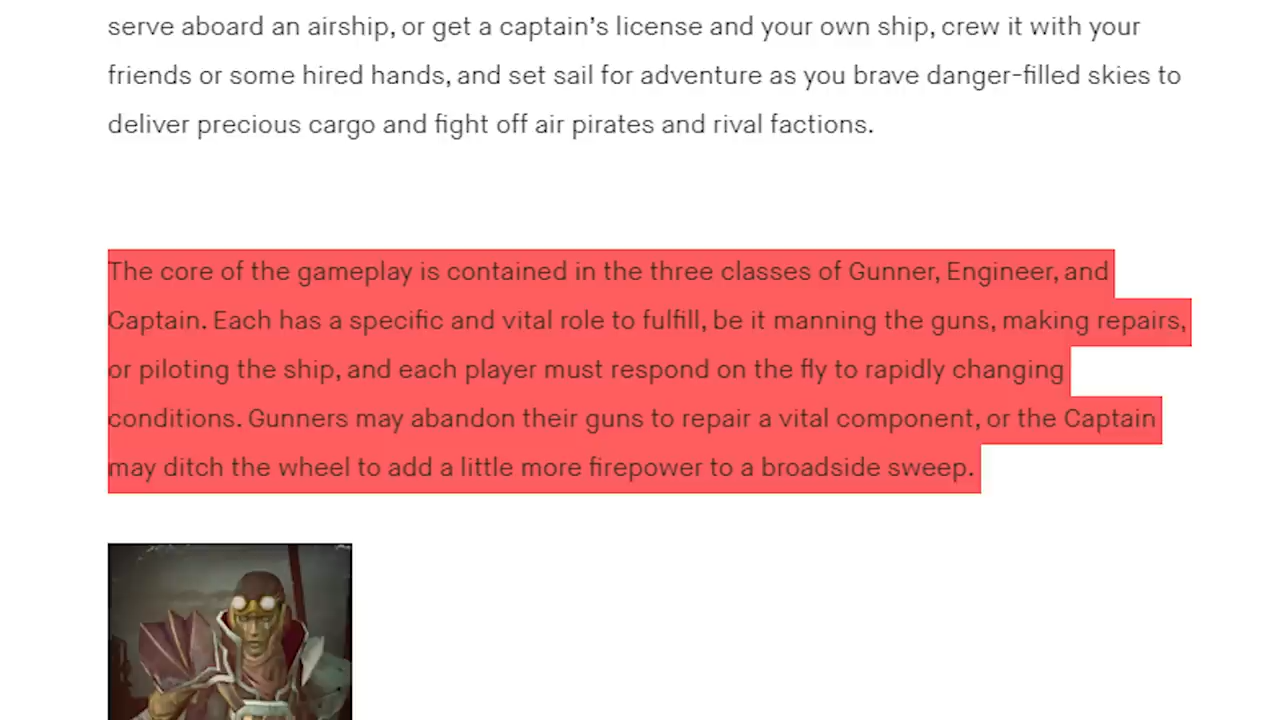 serve aboard an airship, or get a captain’s license and your own ship, crew it with your
friends or some hired hands, and set sail for adventure as you brave danger-filled skies to
deliver precious cargo and fight off air pirates and rival factions.
The core of the gameplay is contained in the three classes of Gunner, Engineer, and
Captain. Each has a specific and vital role to fulfill, be it manning the guns, making repairs,
or piloting the ship, and each player must respond on the fly to rapidly changing
conditions. Gunners may abandon their guns to repair a vital component, or the Captain
may ditch the wheel to add a little more firepower to a broadside sweep.